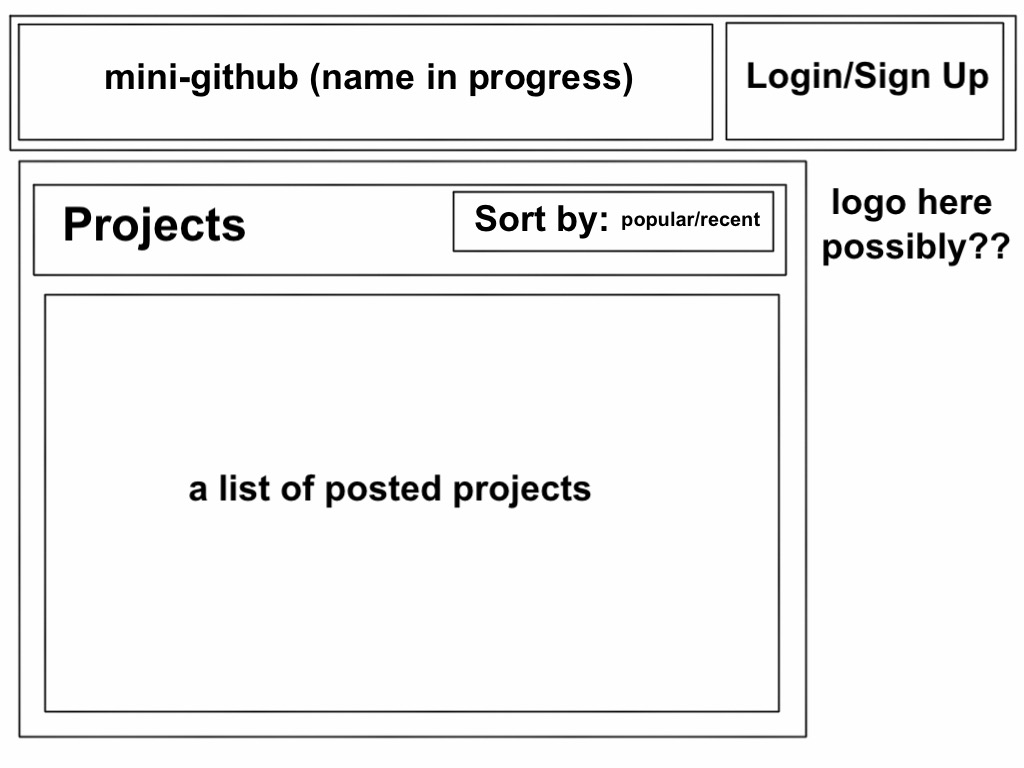 mini-github (name in progress)
Login/Sign Up
Projects
Sort by: popular/recent
logo here
possibly??
a list of posted projects